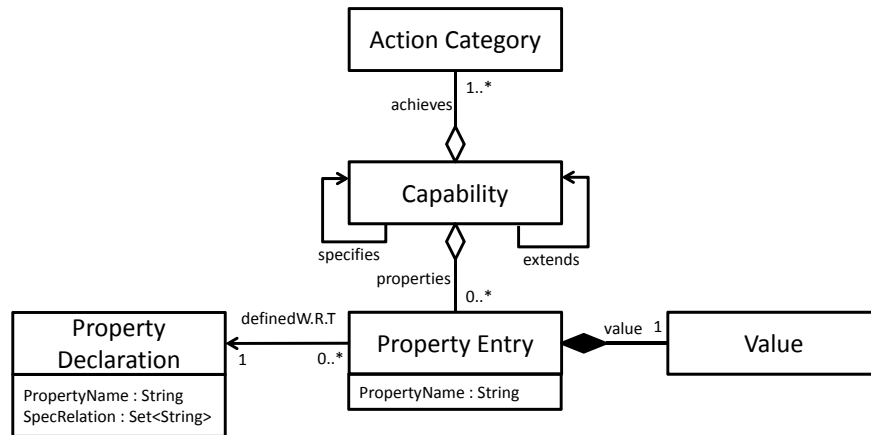 Action Category
1..*
achieves
Capability
specifies
extends
properties
0..*
definedW.R.T
Property
Declaration
1
0..*
Property Entry
value
1
Value
PropertyName : String
SpecRelation : Set<String>
PropertyName : String